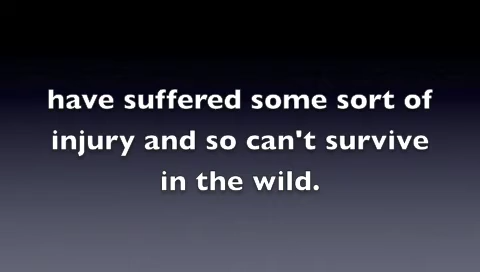 have suffered some sort of
injury and so can't survive
in the wild.